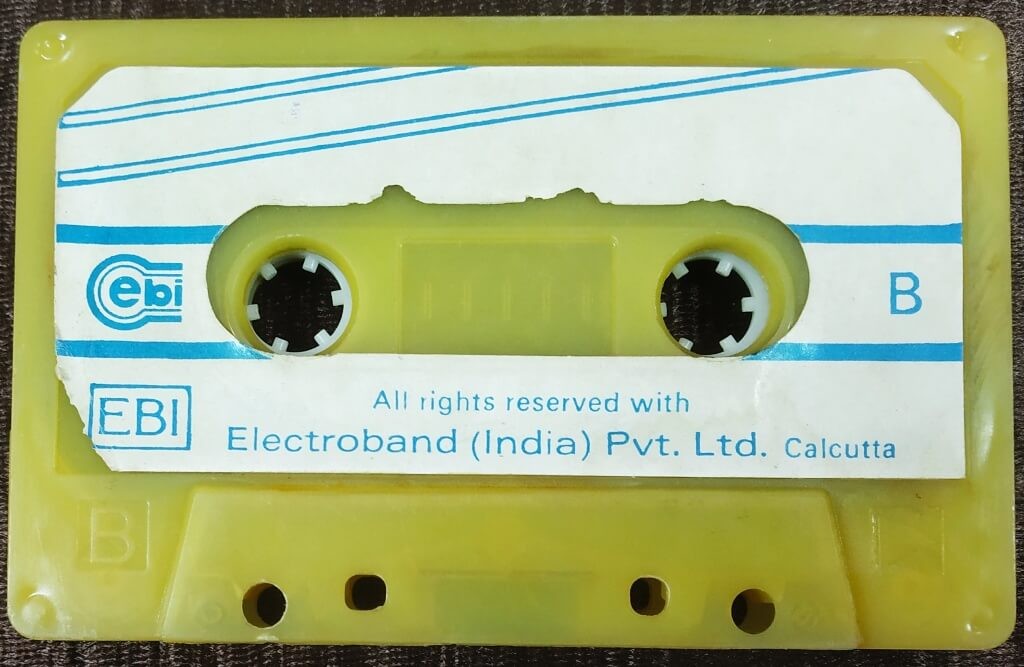 ebi
B
EBI
All rights reserved with
Electroband (India) Pvt. Ltd. Calcutta
B